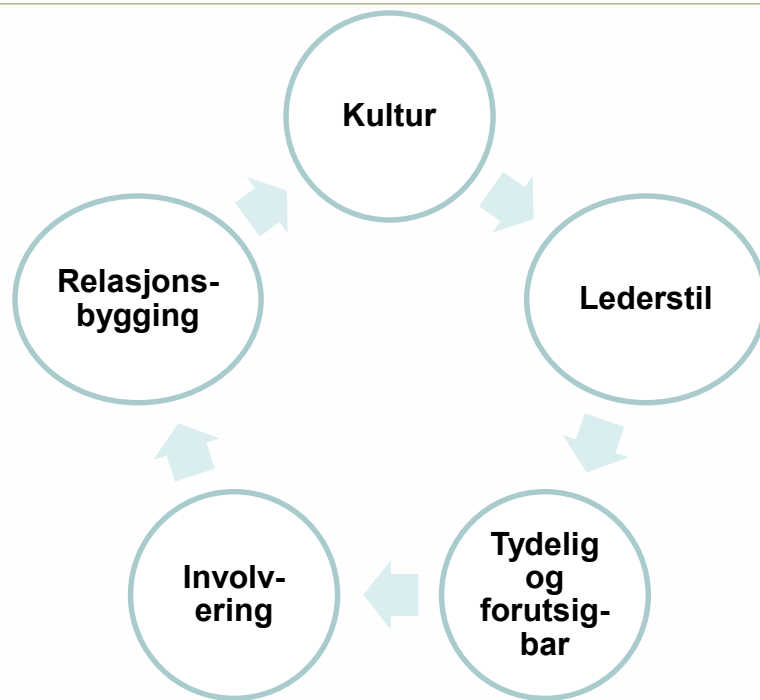 Kultur
Lederstil
Tydelig
og
forutsig-
bar
Involv-
ering
Relasjons-
bygging